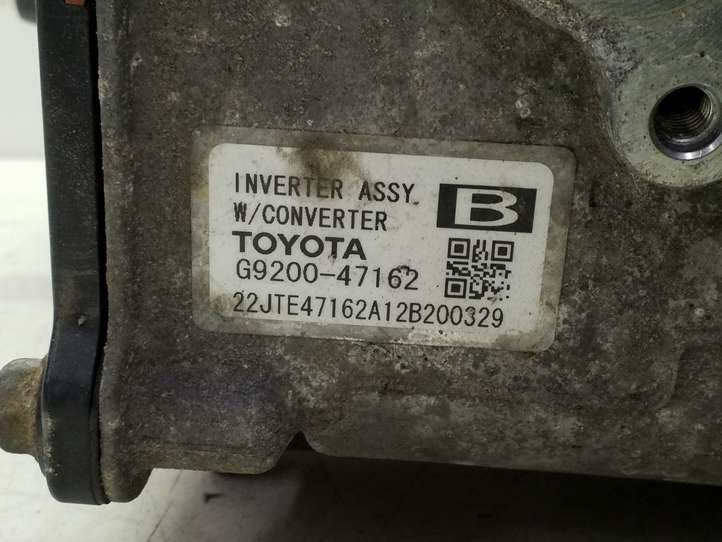 INVERTER ASSY
W/CONVERTER
B
TOYOTA
G9200-47162
22JTE47162A12B200329